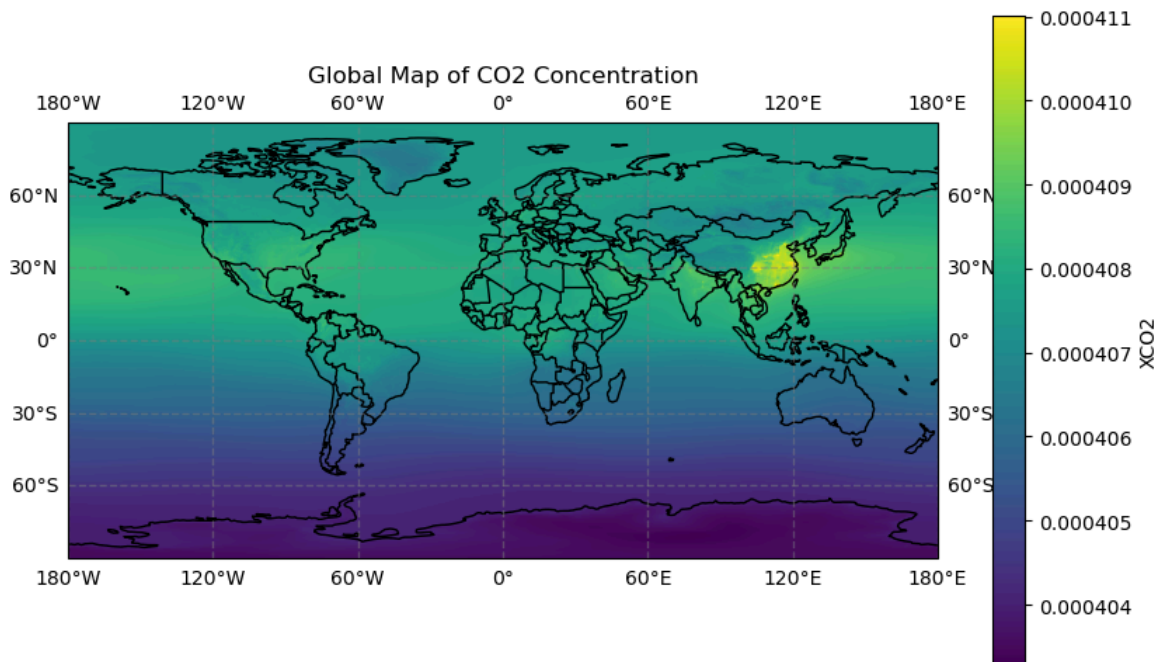 Global Map of CO2 Concentration
180°W 120°W 60°W 0° 60°E 120°E 180°E
60°N 60°N
30°N 30°N
0° 0°
30°S 30°S
60°S 60°S
180°W 120°W 60°W 0° 60°E 120°E 180°E
0.000411
0.000410
0.000409
0.000408
0.000407
0.000406
0.000405
0.000404
XCO2